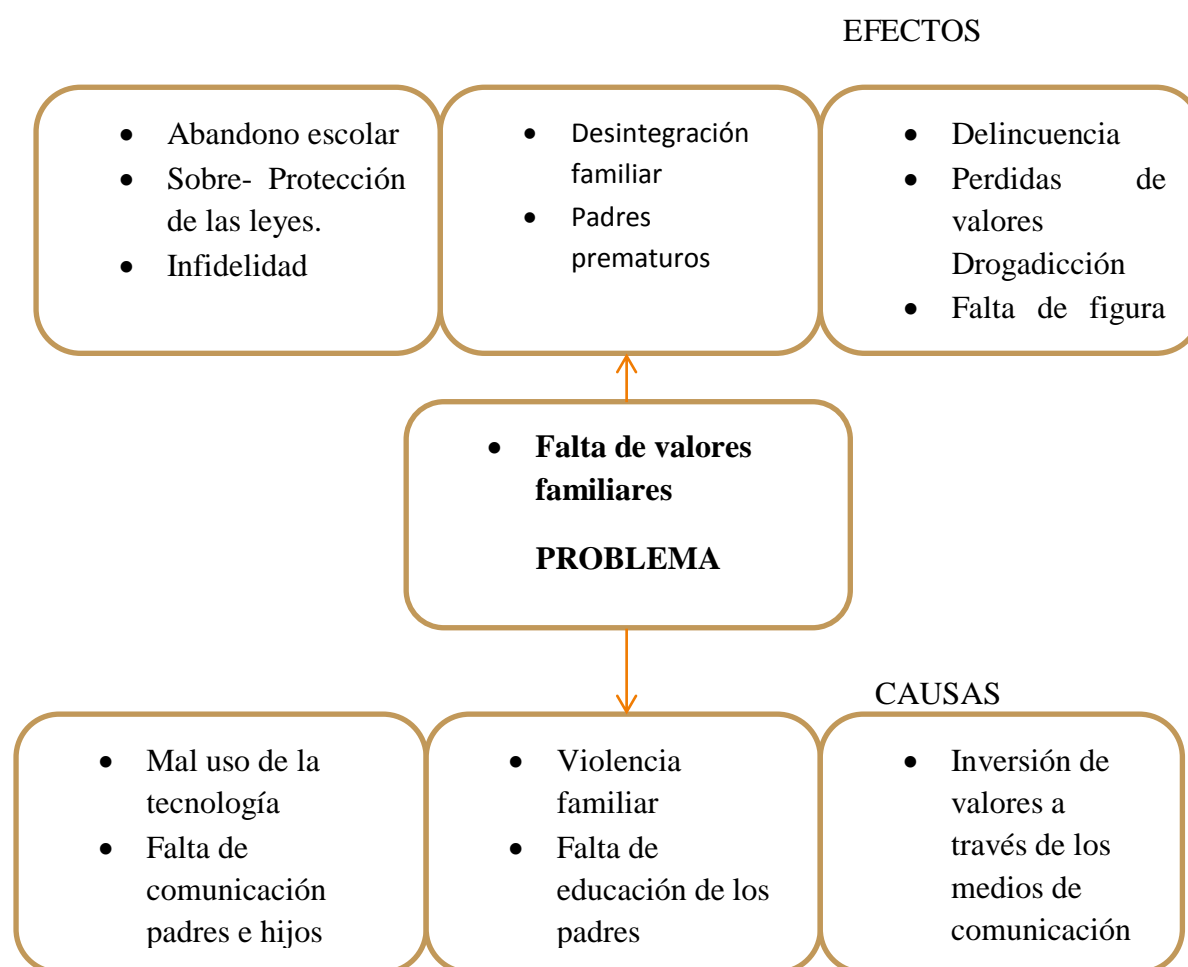 EFECTOS
• Abandono escolar
• Sobre- Protección
de las leyes.
• Infidelidad
• Desintegración
familiar
• Padres
prematuros
• Delincuencia
• Perdidas de
valores
Drogadicción
• Falta de figura
• Falta de valores
familiares
PROBLEMA
CAUSAS
• Mal uso de la
tecnología
• Falta de
comunicación
padres e hijos
• Violencia
familiar
• Falta de
educación de los
padres
• Inversión de
valores a
través de los
medios de
comunicación